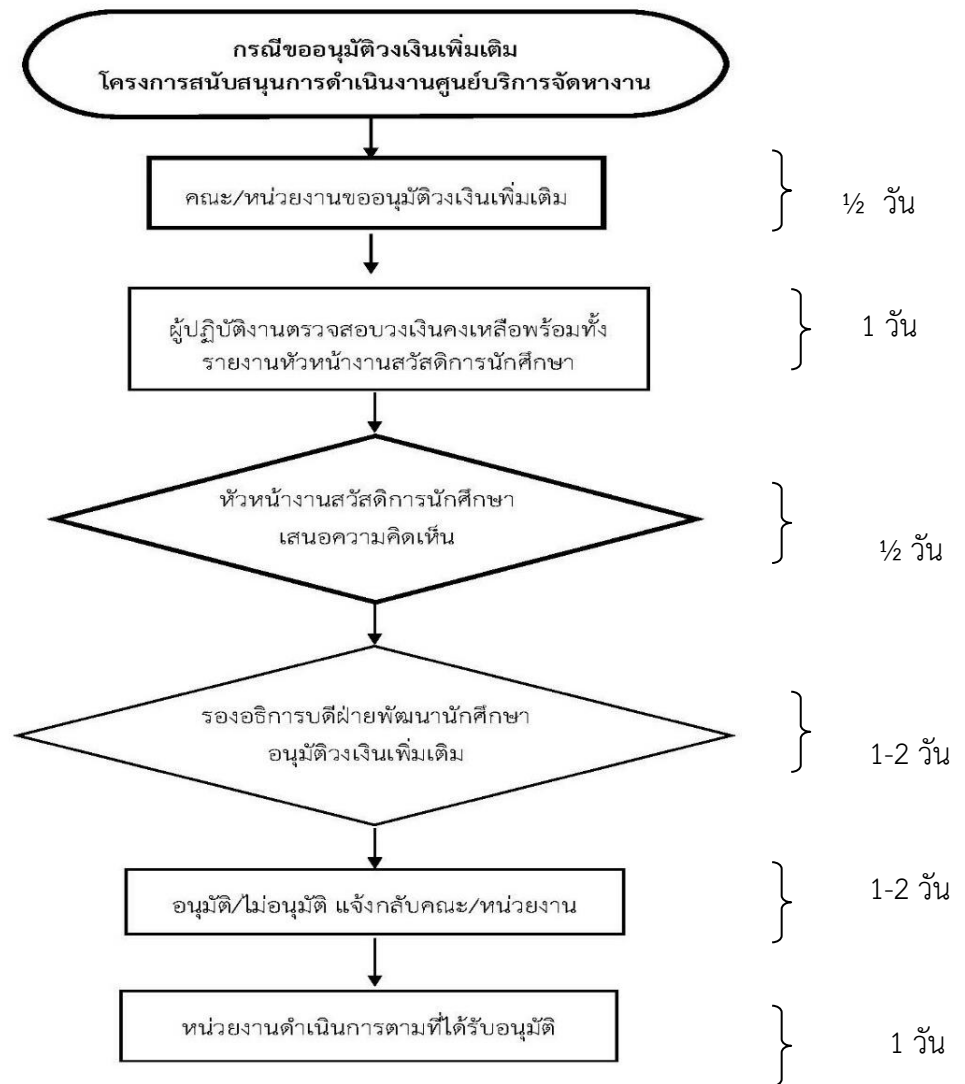 กรณีขออนุมัติวงเงินเพิ่มเติม
โครงการสนับสนุนการดำเนินงานศูนย์บริการจัดหางาน
คณะ/หน่วยงานขออนุมัติวงเงินเพิ่มเติม
½ วัน
ผู้ปฏิบัติงานตรวจสอบวงเงินคงเหลือพร้อมทั้ง
รายงานหัวหน้างานสวัสดิการนักศึกษา
1 วัน
หัวหน้างานสวัสดิการนักศึกษา
เสนอความคิดเห็น
½ วัน
รองอธิการบดีฝ่ายพัฒนานักศึกษา
อนุมัติวงเงินเพิ่มเติม
1-2 วัน
อนุมัติ/ไม่อนุมัติ แจ้งกลับคณะ/หน่วยงาน
1-2 วัน
หน่วยงานดำเนินการตามที่ได้รับอนุมัติ
1 วัน